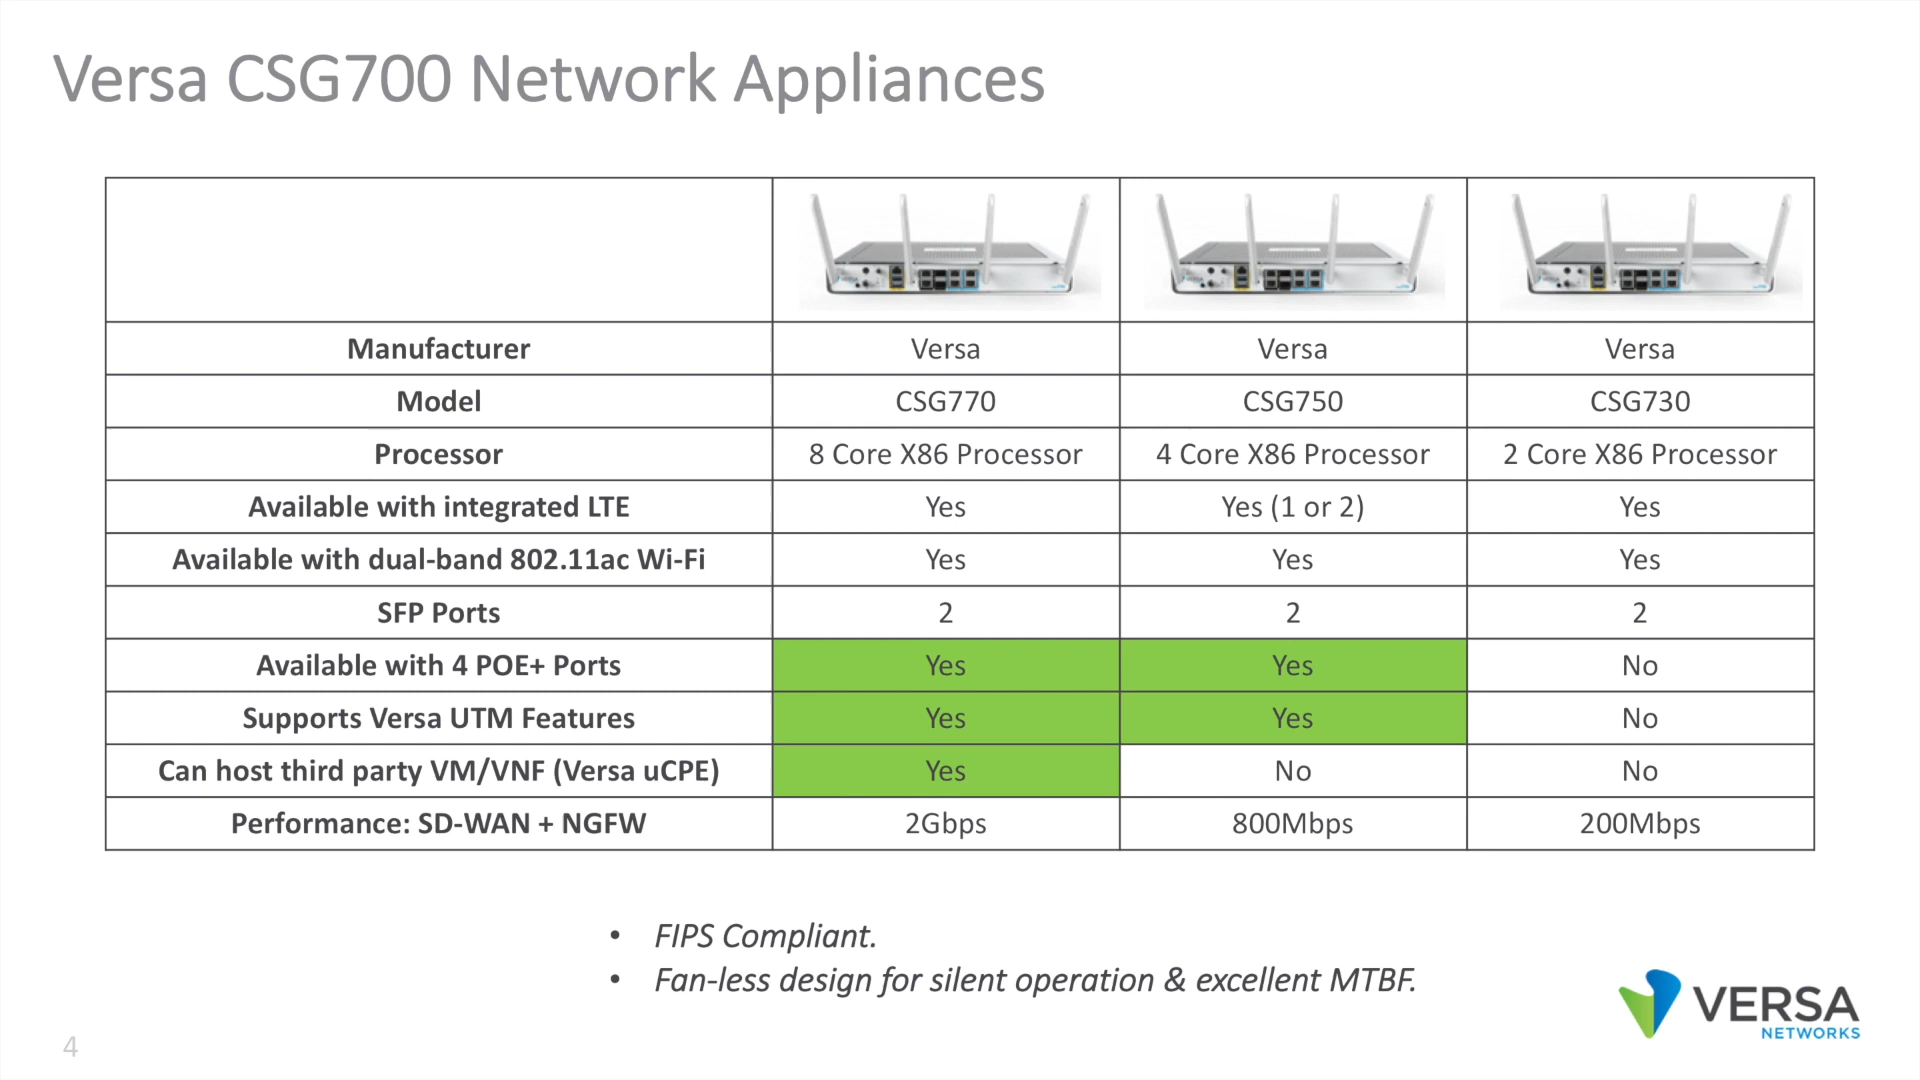 Versa CSG700 Network Appliances
Manufacturer Versa Versa Versa
Model CSG770 CSG750 CSG730
Processor 8 Core X86 Processor 4 Core X86 Processor 2 Core X86 Processor
Available with integrated LTE Yes Yes (1 or 2) Yes
Available with dual-band 802.11ac Wi-Fi Yes Yes Yes
SFP Ports 2 2 2
Available with 4 POE+ Ports Yes Yes No
Supports Versa UTM Features Yes Yes No
Can host third party VM/VNF (Versa uCPE) Yes No No
Performance: SD-WAN + NGFW 2Gbps 800Mbps 200Mbps
• FIPS Compliant.
• Fan-less design for silent operation & excellent MTBF.
VERSA
NETWORKS
4